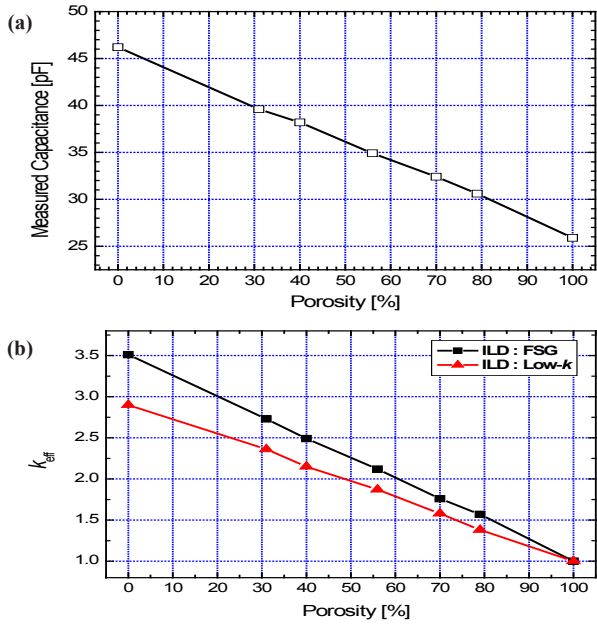 (a)
50
45
40
35
30
25
Measured Capacitance [pF]
0 10 20 30 40 50 60 70 80 90 100
Porosity [%]
(b)
3.5
3.0
2.5
2.0
1.5
1.0
keff
ILD : FSG
ILD : Low-k
0 10 20 30 40 50 60 70 80 90 100
Porosity [%]